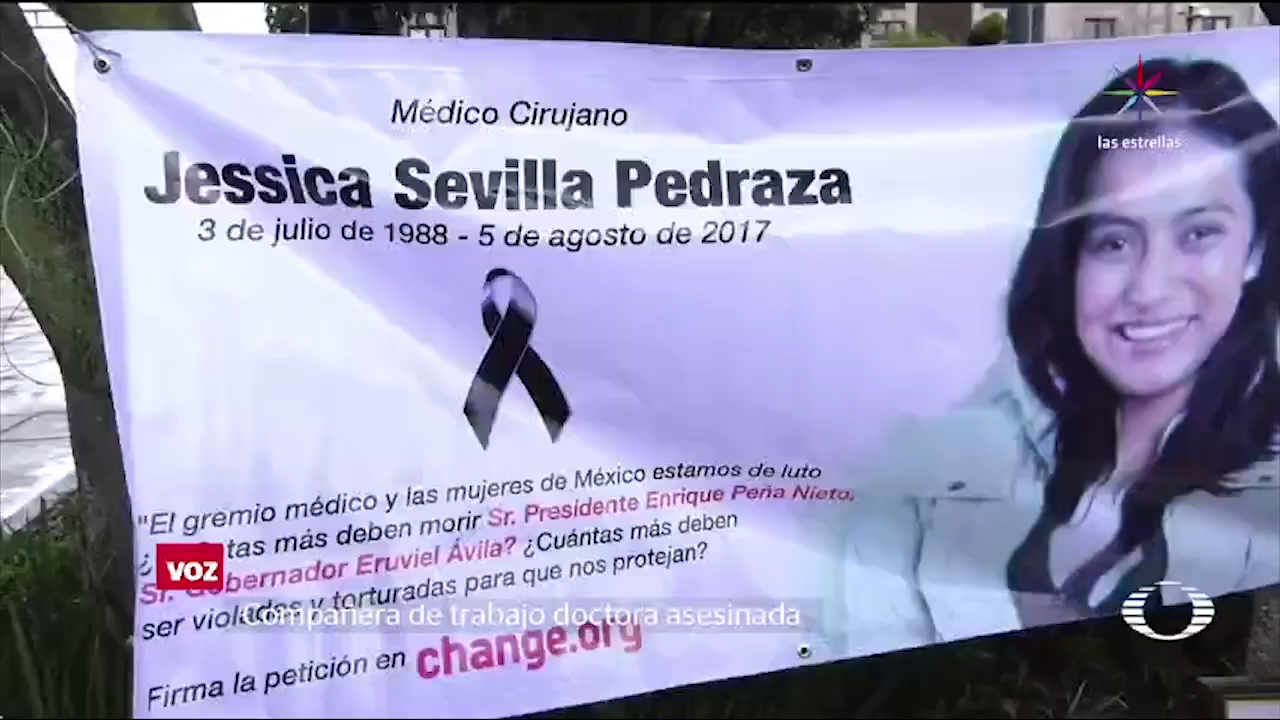 Médico Cirujano
Jessica Sevilla Pedraza
3 de julio de 1988 - 5 de agosto de 2017
"El gremio médico y las mujeres de México estamos de luto
¿ tas más deben morir Sr. Presidente Enrique Peña Nieto,
Sr. Gobernador Eruviel Ávila? ¿Cuántas más deben
ser violadas y torturadas para que nos protejan?
Firma la petición en change.org
las estrellas
VOZ
Compañera de trabajo doctora asesinada